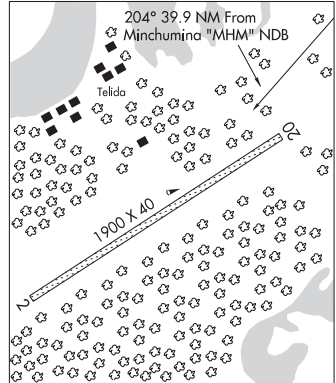 204° 39.9 NM From
Minchumina "MHM" NDB
Telida
20
1900 X 40
2